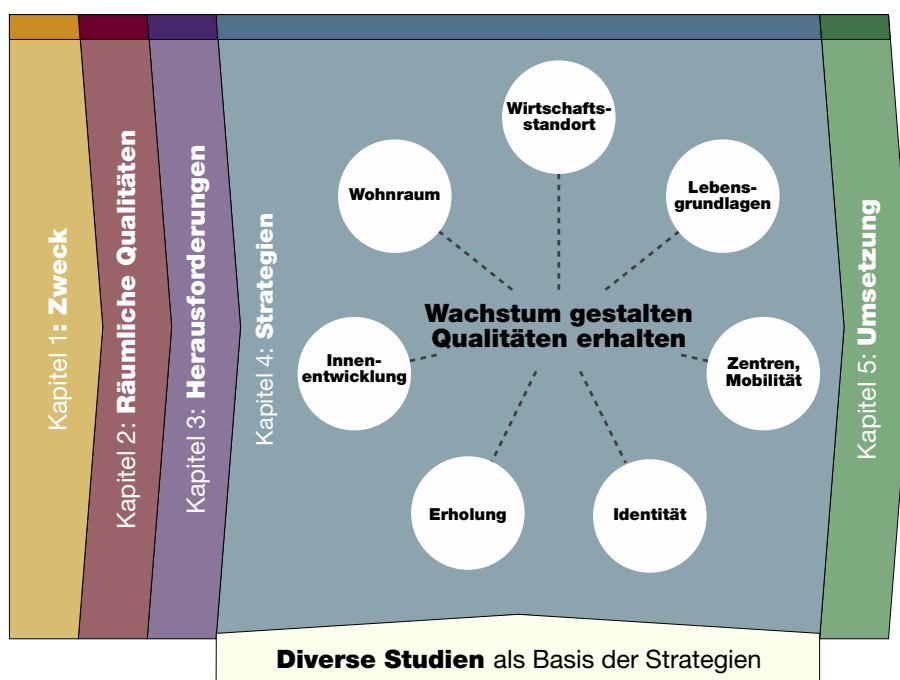 Kapitel 1: Zweck
Kapitel 2: Räumliche Qualitäten
Kapitel 3: Herausforderungen
Kapitel 4: Strategien
Wirtschafts-
standort
Wohnraum
Lebens-
grundlagen
Wachstum gestalten
Qualitäten erhalten
Innen-
entwicklung
Zentren,
Mobilität
Erholung
Identität
Kapitel 5: Umsetzung
Diverse Studien als Basis der Strategien